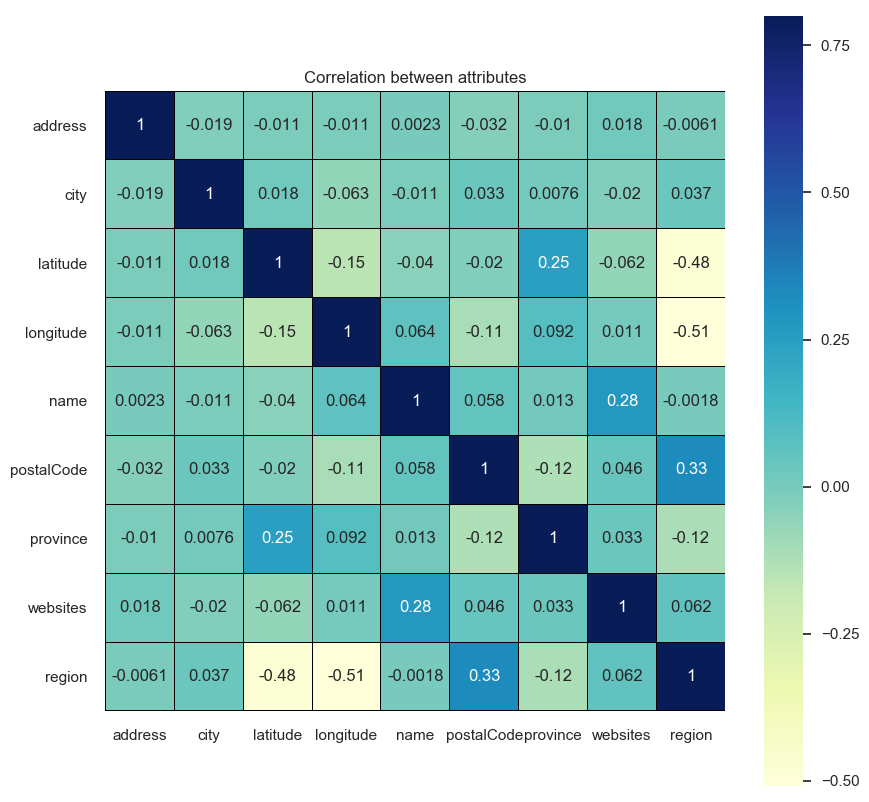 Correlation between attributes
address 1 -0.019 -0.011 -0.011 0.0023 -0.032 -0.01 0.018 -0.0061
city -0.019 1 0.018 -0.063 -0.011 0.033 0.0076 -0.02 0.037
latitude -0.011 0.018 1 -0.15 -0.04 -0.02 0.25 -0.062 -0.48
longitude -0.011 -0.063 -0.15 1 0.064 -0.11 0.092 0.011 -0.51
name 0.0023 -0.011 -0.04 0.064 1 0.058 0.013 0.28 -0.0018
postalCode -0.032 0.033 -0.02 -0.11 0.058 1 -0.12 0.046 0.33
province -0.01 0.0076 0.25 0.092 0.013 -0.12 1 0.033 -0.12
websites 0.018 -0.02 -0.062 0.011 0.28 0.046 0.033 1 0.062
region -0.0061 0.037 -0.48 -0.51 -0.0018 0.33 -0.12 0.062 1
address city latitude longitude name postalCode province websites region
0.75
0.50
0.25
0.00
−0.25
−0.50